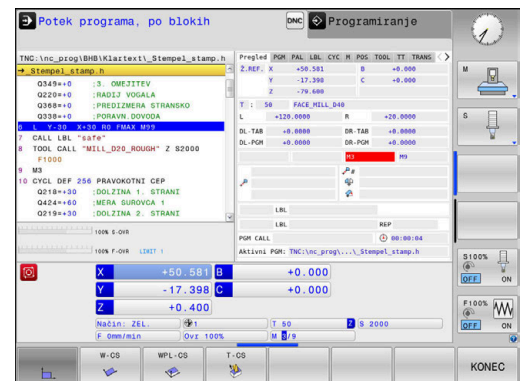 Potek programa, po blokih
DNC Programiranje
TNC:\nc_prog\BHB\Klartext\_Stempel_stamp.h
→_Stempel_stamp.h
Q349=+0 ;3. OMEJITEV
Q220=+0 ;RADIJ VOGALA
Q368=+0 ;PREDIZMERA STRANSKO
Q338=+0 ;PORAVN.DOVODA
6 L Y-30 X+30 R0 FMAX M99
7 CALL LBL "safe"
8 TOOL CALL "MILL_D20_ROUGH" Z S2000
F1000
9 M3
10 CYCL DEF 256 PRAVOKOTNI CEP
Q218=+30 ;DOLZINA 1. STRANI
Q424=+60 ;MERA SUROVCA 1
Q219=+30 ;DOLZINA 2. STRANI
100% S-OVR
100% F-OVR LIMIT 1
Pregled PGM PAL LBL CYC M POS TOOL TT TRANS
Ž.REF. X +50.581 B +0.000
Y -17.398 C +0.000
Z -79.600
T : 50 FACE_MILL_D40
L +120.0000 R +20.0000
DL-TAB +0.0000 DR-TAB +0.0000
DL-PGM +0.0000 DR-PGM +0.0000
M3 M9
LBL
LBL REP
PGM CALL 00:00:04
Aktivni PGM: TNC:\nc_prog\...\_Stempel_stamp.h
X +50.581 B +0.000
Y -17.398 C +0.000
Z +0.400
Način: ŽEL. 1 T 50 Z S 2000
F 0mm/min Ovr 100% M 3/9
M
S
S100%
OFF ON
F100%
OFF ON
W-CS WPL-CS T-CS
KONEC